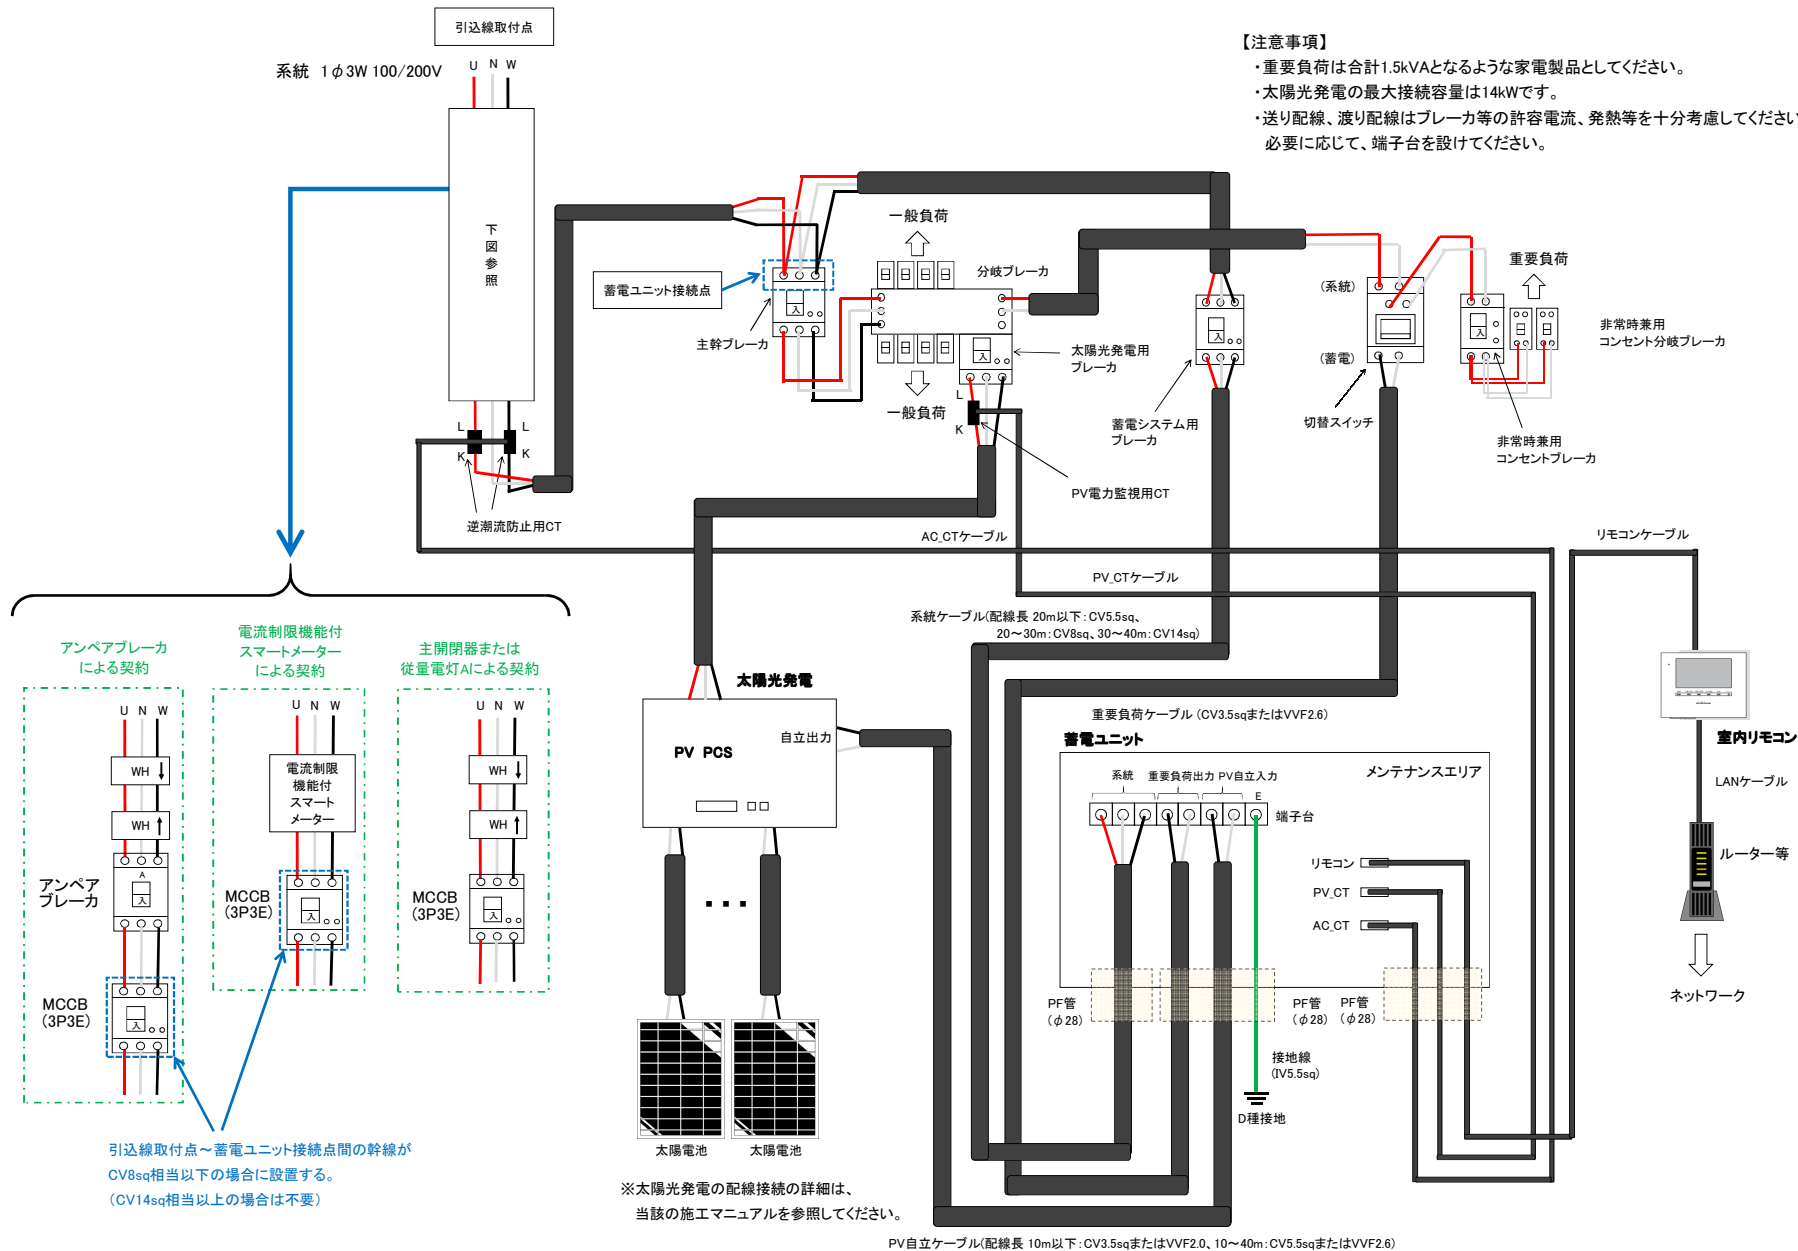 引込線取付点
系統 1φ3W 100/200V
U N W
【注意事項】
・重要負荷は合計1.5kVAとなるような家電製品としてください。
・太陽光発電の最大接続容量は14kWです。
・送り配線、渡り配線はブレーカ等の許容電流、発熱等を十分考慮してください
必要に応じて、端子台を設けてください。
下図参照
一般負荷
分岐ブレーカ
蓄電ユニット接続点
入
主幹ブレーカ
入
太陽光発電用
ブレーカ
一般負荷
入
蓄電システム用
ブレーカ
(系統)
(蓄電)
切替スイッチ
重要負荷
入
非常時兼用
コンセント分岐ブレーカ
非常時兼用
コンセントブレーカ
L
K
L
K
L
K
逆潮流防止用CT
PV電力監視用CT
AC_CTケーブル
PV_CTケーブル
リモコンケーブル
系統ケーブル(配線長 20m以下:CV5.5sq、
20～30m:CV8sq、30～40m:CV14sq)
重要負荷ケーブル (CV3.5sqまたはVVF2.6)
アンペアブレーカ
による契約
電流制限機能付
スマートメーター
による契約
主開閉器または
従量電灯Aによる契約
U N W
WH
WH
A
入
アンペア
ブレーカ
MCCB
(3P3E)
入
U N W
電流制限
機能付
スマート
メーター
MCCB
(3P3E)
入
U N W
WH
WH
MCCB
(3P3E)
入
引込線取付点～蓄電ユニット接続点間の幹線が
CV8sq相当以下の場合に設置する。
(CV14sq相当以上の場合は不要)
太陽光発電
PV PCS
自立出力
太陽電池
太陽電池
※太陽光発電の配線接続の詳細は、
当該の施工マニュアルを参照してください。
蓄電ユニット
メンテナンスエリア
系統
重要負荷出力
PV自立入力
E
端子台
リモコン
PV_CT
AC_CT
PF管
(φ28)
PF管
(φ28)
PF管
(φ28)
接地線
(IV5.5sq)
D種接地
室内リモコン
LANケーブル
ルーター等
ネットワーク
PV自立ケーブル(配線長 10m以下:CV3.5sqまたはVVF2.0、10～40m:CV5.5sqまたはVVF2.6)